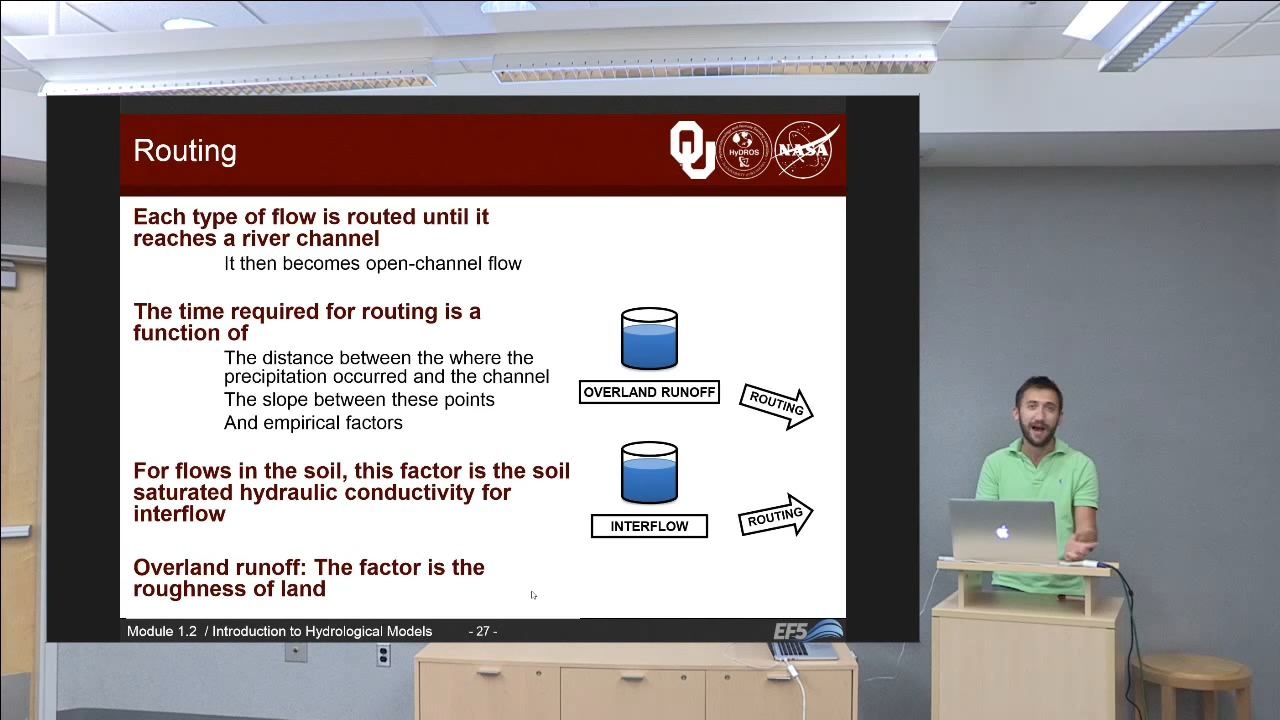 Routing
OU
HyDROS
NASA
Each type of flow is routed until it
reaches a river channel
It then becomes open-channel flow
The time required for routing is a
function of
The distance between the where the
precipitation occurred and the channel
The slope between these points
And empirical factors
OVERLAND RUNOFF
ROUTING
For flows in the soil, this factor is the soil
saturated hydraulic conductivity for
interflow
INTERFLOW
ROUTING
Overland runoff: The factor is the
roughness of land
Module 1.2 / Introduction to Hydrological Models
- 27 -
EF5